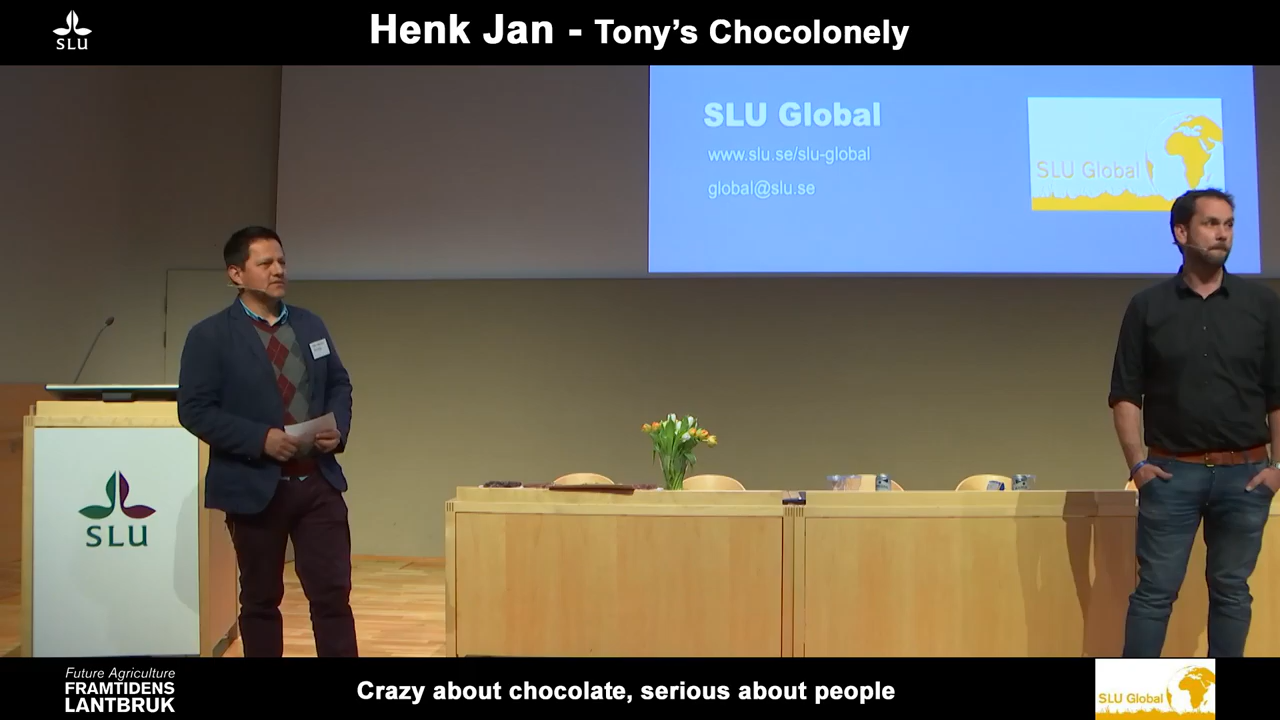 SLU
Henk Jan - Tony's Chocolonely
SLU Global
www.slu.se/slu-global
global@slu.se
SLU Global
SLU
Future Agriculture
FRAMTIDENS
LANTBRUK
Crazy about chocolate, serious about people
SLU Global